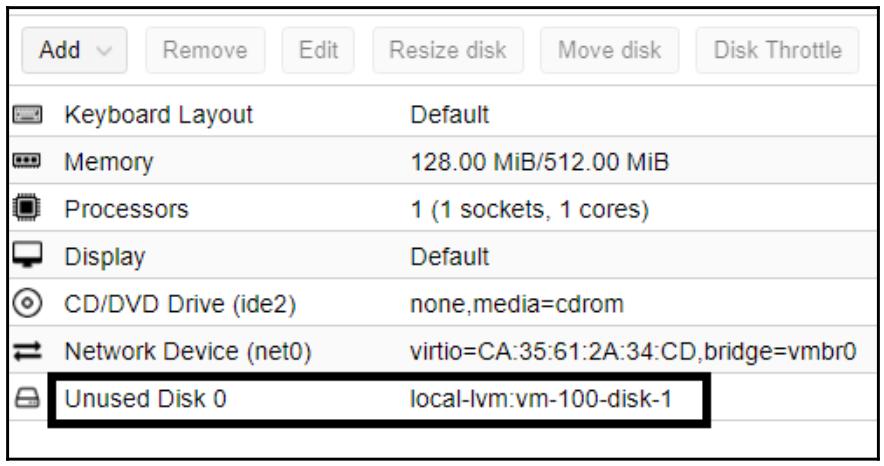 Add Remove Edit Resize disk Move disk Disk Throttle
Keyboard Layout Default
Memory 128.00 MiB/512.00 MiB
Processors 1 (1 sockets, 1 cores)
Display Default
CD/DVD Drive (ide2) none,media=cdrom
Network Device (net0) virtio=CA:35:61:2A:34:CD,bridge=vmbr0
Unused Disk 0 local-lvm:vm-100-disk-1